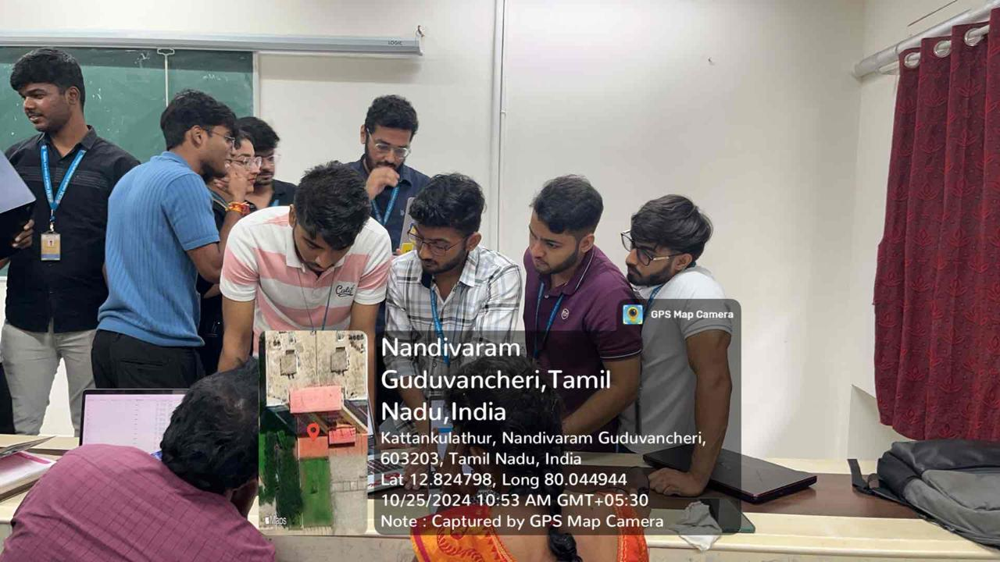 LOGIC
Calif
GPS Map Camera
Nandivaram
Guduvancheri,Tamil
Nadu,India
Kattankulathur, Nandivaram Guduvancheri,
603203, Tamil Nadu, India
Lat 12.824798, Long 80.044944
10/25/2024 10:53 AM GMT+05:30
Note : Captured by GPS Map Camera
Maps